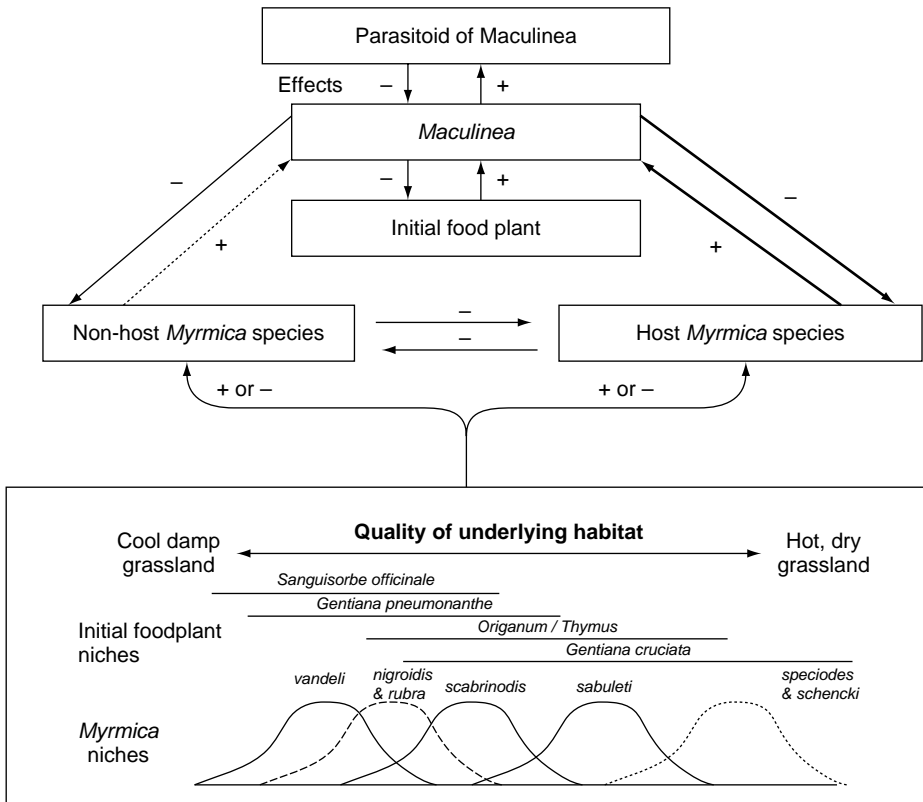 Parasitoid of Maculinea
Effects
–
+
Maculinea
–
+
–
–
+
+
Initial food plant
Non-host Myrmica species
–
–
Host Myrmica species
+ or –
+ or –
Quality of underlying habitat
Cool damp
grassland
Hot, dry
grassland
Sanguisorbe officinale
Gentiana pneumonanthe
Initial foodplant
niches
Origanum / Thymus
Gentiana cruciata
vandeli
nigroidis
& rubra
scabrinodis
sabuleti
speciodes
& schencki
Myrmica
niches